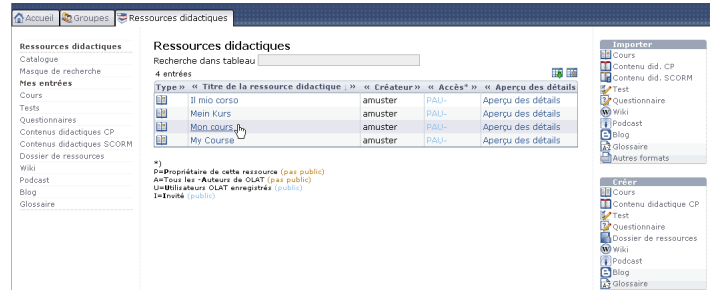 Accueil Groupes Ressources didactiques
Ressources didactiques
Catalogue
Masque de recherche
Mes entrées
Cours
Tests
Questionnaires
Contenus didactiques CP
Contenus didactiques SCORM
Dossier de ressources
Wiki
Podcast
Blog
Glossaire
Ressources didactiques
Recherche dans tableau
4 entrées
Type » « Titre de la ressource didactique ↓ » « Créateur » « Accès* » « Aperçu des détails
Il mio corso amuster PAU- Aperçu des détails
Mein Kurs amuster PAU- Aperçu des détails
Mon cours amuster PAU- Aperçu des détails
My Course amuster PAU- Aperçu des détails
*)
P=Propriétaire de cette ressource (pas public)
A=Tous les -Auteurs de OLAT (pas public)
U=Utilisateurs OLAT enregistrés (public)
I=Invité (public)
Importer
Cours
Contenu did. CP
Contenu did. SCORM
Test
Questionnaire
Wiki
Podcast
Blog
Glossaire
Autres formats
Créer
Cours
Contenu didactique CP
Test
Questionnaire
Dossier de ressources
Wiki
Podcast
Blog
Glossaire